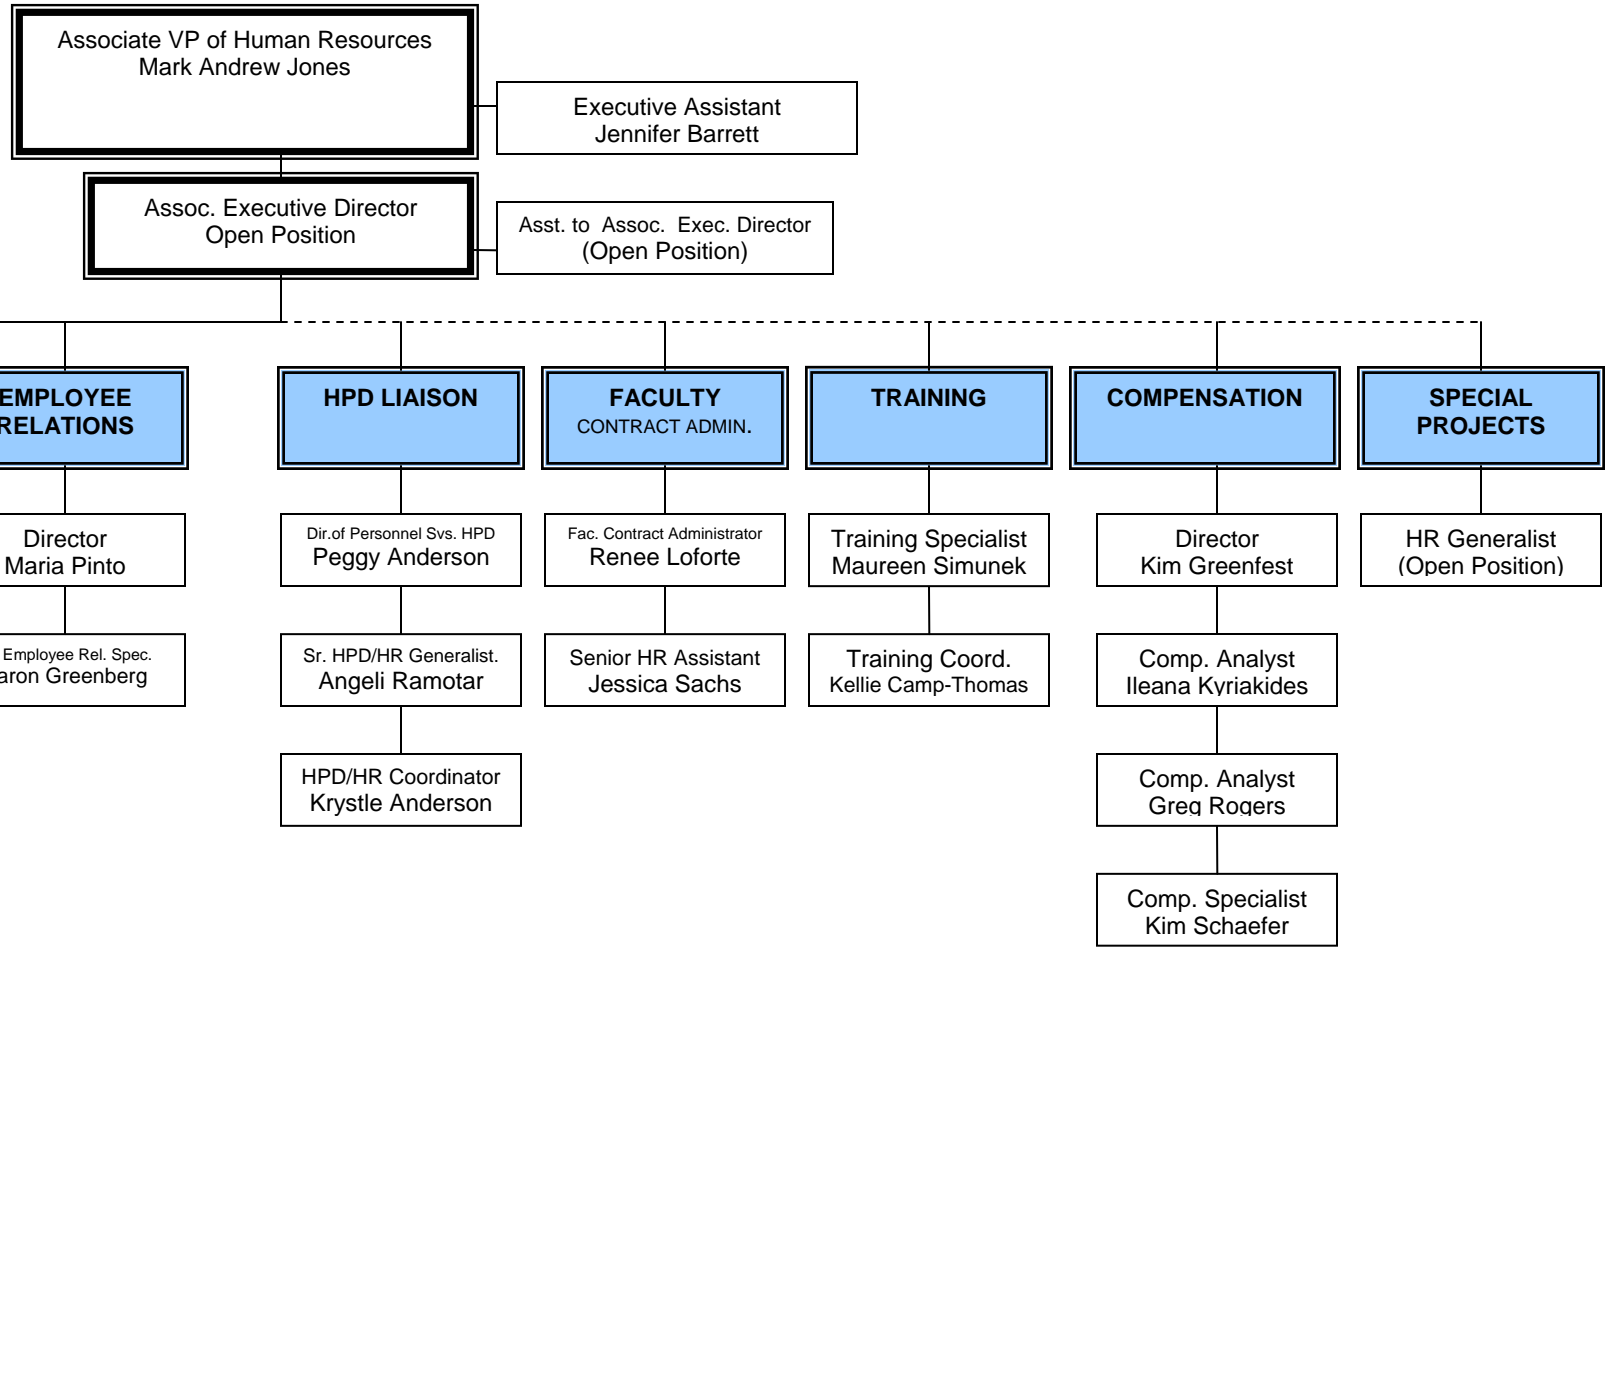 Associate VP of Human Resources
Mark Andrew Jones
Executive Assistant
Jennifer Barrett
Assoc. Executive Director
Open Position
Asst. to Assoc. Exec. Director
(Open Position)
EMPLOYEE
RELATIONS
HPD LIAISON
FACULTY
CONTRACT ADMIN.
TRAINING
COMPENSATION
SPECIAL
PROJECTS
Director
Maria Pinto
Dir.of Personnel Svs. HPD
Peggy Anderson
Fac. Contract Administrator
Renee Loforte
Training Specialist
Maureen Simunek
Director
Kim Greenfest
HR Generalist
(Open Position)
Employee Rel. Spec.
Greenberg
Sr. HPD/HR Generalist.
Angeli Ramotar
Senior HR Assistant
Jessica Sachs
Training Coord.
Kellie Camp-Thomas
Comp. Analyst
Ileana Kyriakides
HPD/HR Coordinator
Krystle Anderson
Comp. Analyst
Greg Rogers
Comp. Specialist
Kim Schaefer